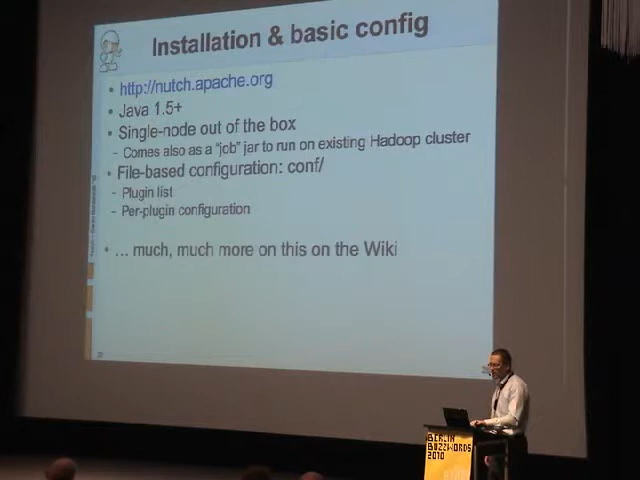 Installation & basic config
• http://nutch.apache.org
• Java 1.5+
• Single-node out of the box
– Comes also as a "job" jar to run on existing Hadoop cluster
• File-based configuration: conf/
– Plugin list
– Per-plugin configuration
• ... much, much more on this on the Wiki
BERLIN
BUZZWORDS
2010